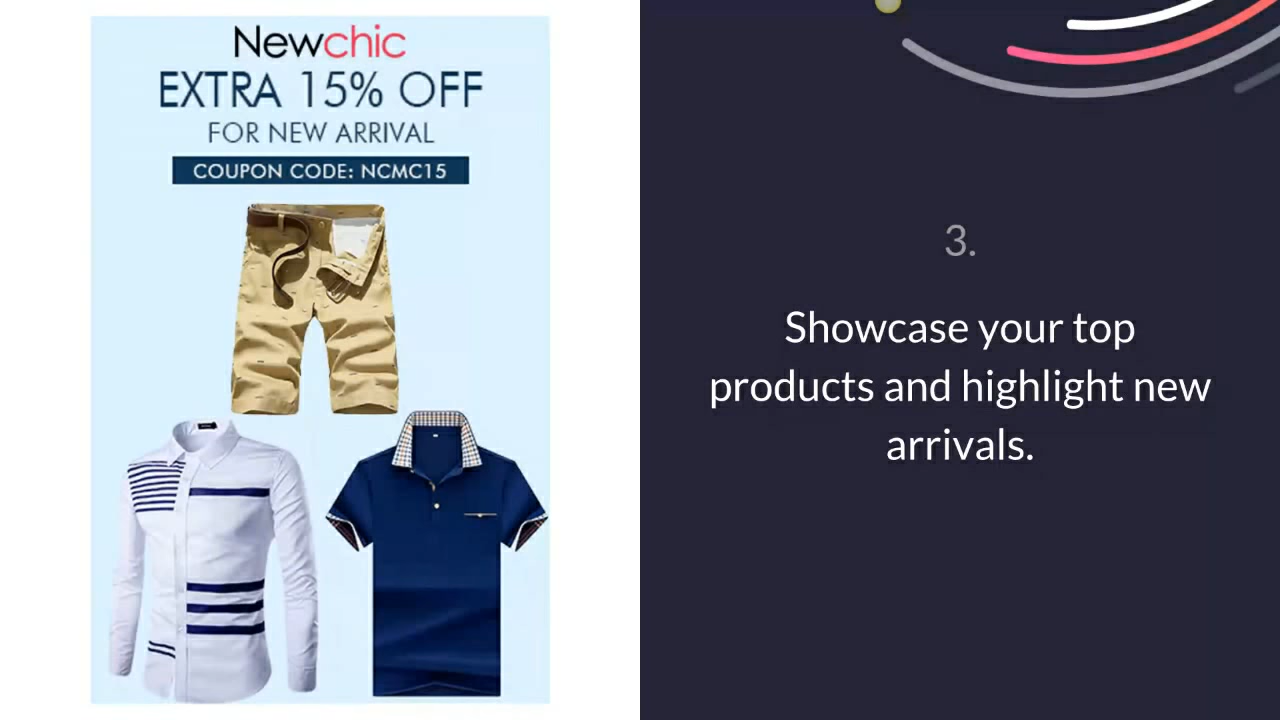 Newchic
EXTRA 15% OFF
FOR NEW ARRIVAL
COUPON CODE: NCMC15
3.
Showcase your top
products and highlight new
arrivals.